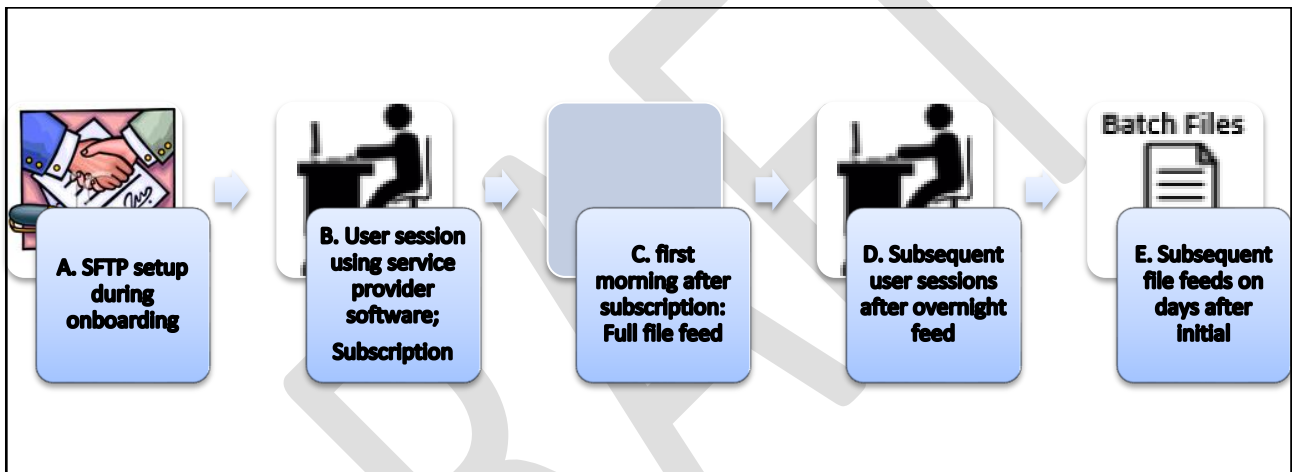 A. SFTP setup
during
onboarding
B. User session
using service
provider
software;
Subscription
C. first
morning after
subscription:
Full file feed
D. Subsequent
user sessions
after overnight
feed
Batch Files
E. Subsequent
file feeds on
days after
initial
DRAFT